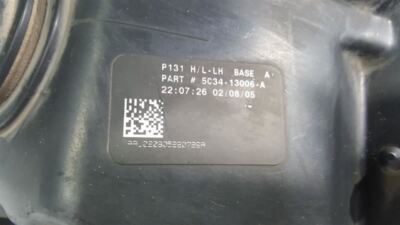 P131 H/L-LH BASE A
PART # 5C34-13006-A
22:07:26 02/08/05